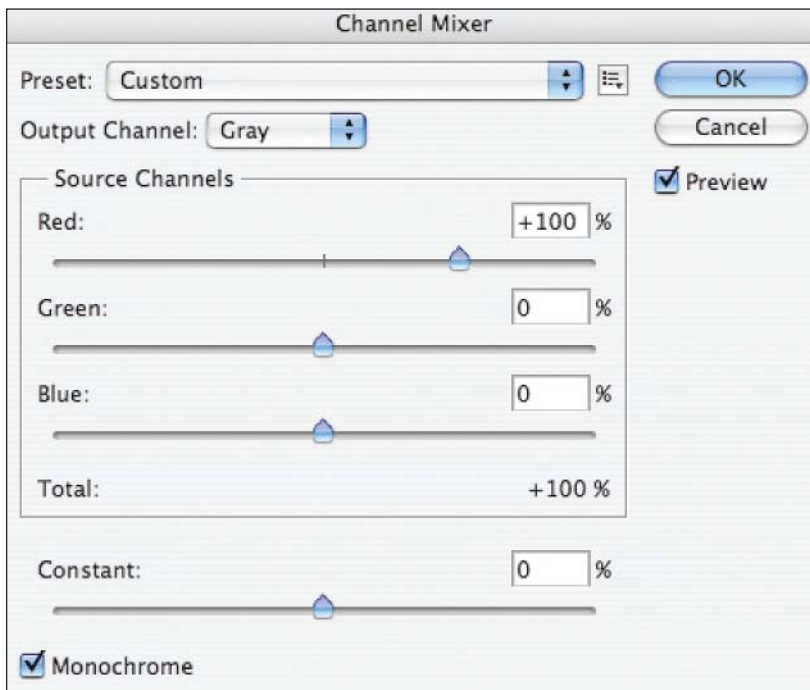 Channel Mixer
Preset: Custom
OK
Output Channel: Gray
Cancel
Source Channels
Preview
Red: +100 %
Green: 0 %
Blue: 0 %
Total: +100 %
Constant: 0 %
Monochrome